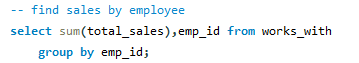 -- find sales by employee
select sum(total_sales),emp_id from works_with
group by emp_id;